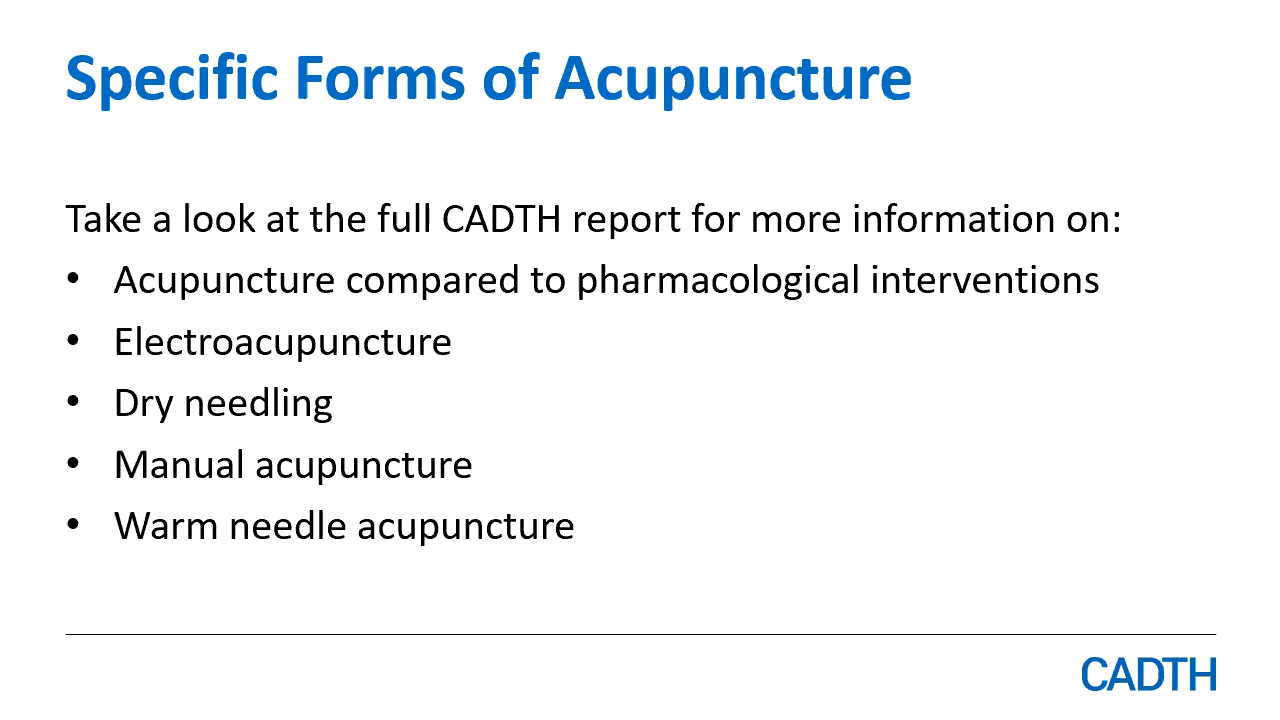 Specific Forms of Acupuncture
Take a look at the full CADTH report for more information on:
• Acupuncture compared to pharmacological interventions
• Electroacupuncture
• Dry needling
• Manual acupuncture
• Warm needle acupuncture
CADTH